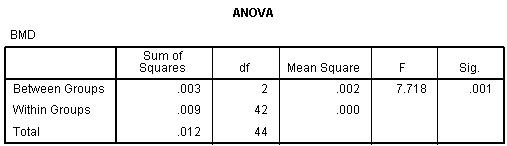 ANOVA
BMD
Sum of Squares df Mean Square F Sig.
Between Groups .003 2 .002 7.718 .001
Within Groups .009 42 .000
Total .012 44